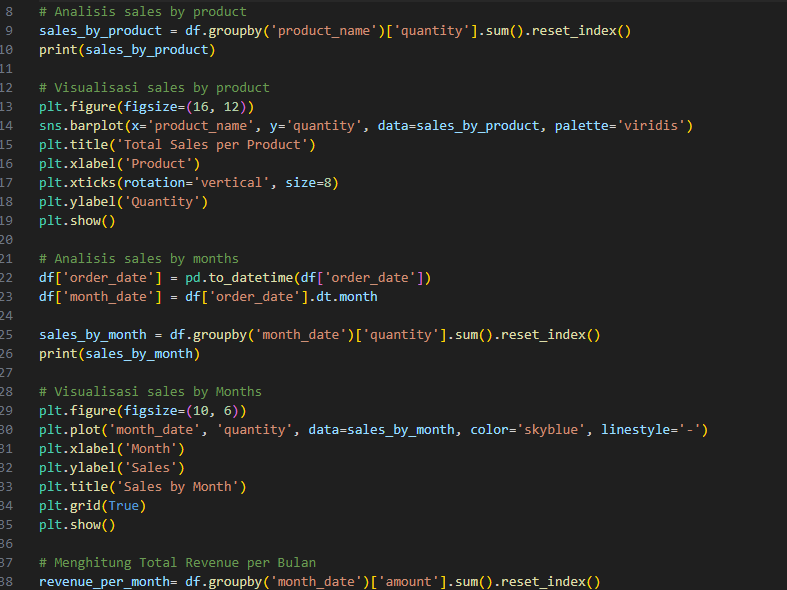 8 # Analisis sales by product
9 sales_by_product = df.groupby('product_name')['quantity'].sum().reset_index()
10 print(sales_by_product)
11
12 # Visualisasi sales by product
13 plt.figure(figsize=(16, 12))
14 sns.barplot(x='product_name', y='quantity', data=sales_by_product, palette='viridis')
15 plt.title('Total Sales per Product')
16 plt.xlabel('Product')
17 plt.xticks(rotation='vertical', size=8)
18 plt.ylabel('Quantity')
19 plt.show()
20
21 # Analisis sales by months
22 df['order_date'] = pd.to_datetime(df['order_date'])
23 df['month_date'] = df['order_date'].dt.month
24
25 sales_by_month = df.groupby('month_date')['quantity'].sum().reset_index()
26 print(sales_by_month)
27
28 # Visualisasi sales by Months
29 plt.figure(figsize=(10, 6))
30 plt.plot('month_date', 'quantity', data=sales_by_month, color='skyblue', linestyle='-')
31 plt.xlabel('Month')
32 plt.ylabel('Sales')
33 plt.title('Sales by Month')
34 plt.grid(True)
35 plt.show()
36
37 # Menghitung Total Revenue per Bulan
38 revenue_per_month= df.groupby('month_date')['amount'].sum().reset_index()